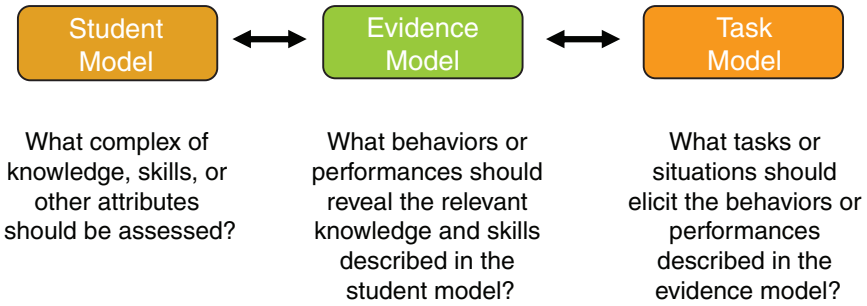 Student
Model
Evidence
Model
Task
Model
What complex of
knowledge, skills, or
other attributes
should be assessed?
What behaviors or
performances should
reveal the relevant
knowledge and skills
described in the
student model?
What tasks or
situations should
elicit the behaviors or
performances
described in the
evidence model?